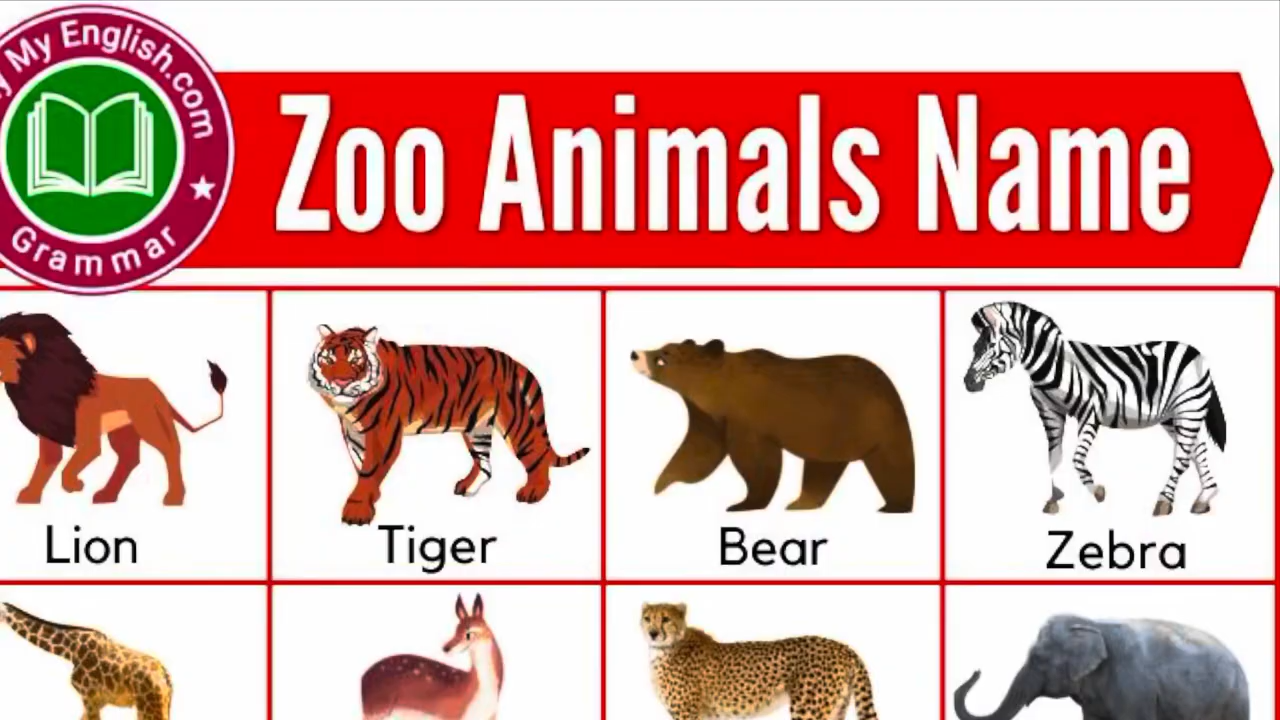 My English.com
Grammar
Zoo Animals Name
Lion
Tiger
Bear
Zebra